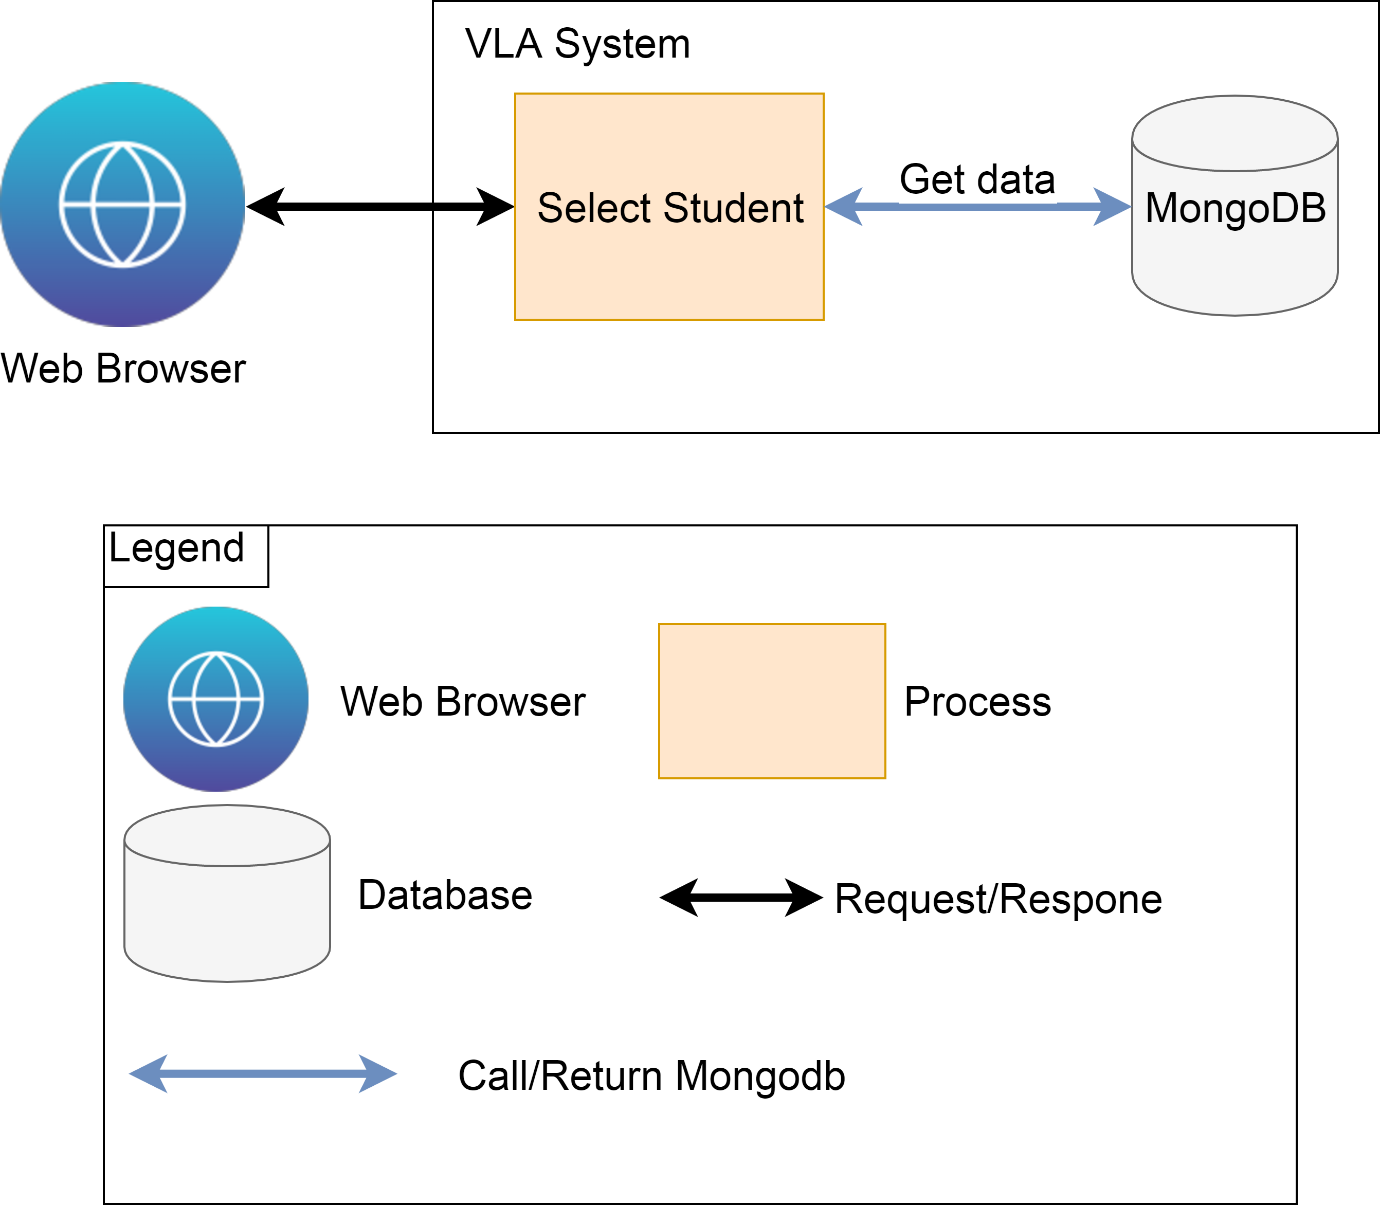 VLA System
Select Student
Get data
MongoDB
Web Browser
Legend
Web Browser
Process
Database
Request/Respone
Call/Return Mongodb